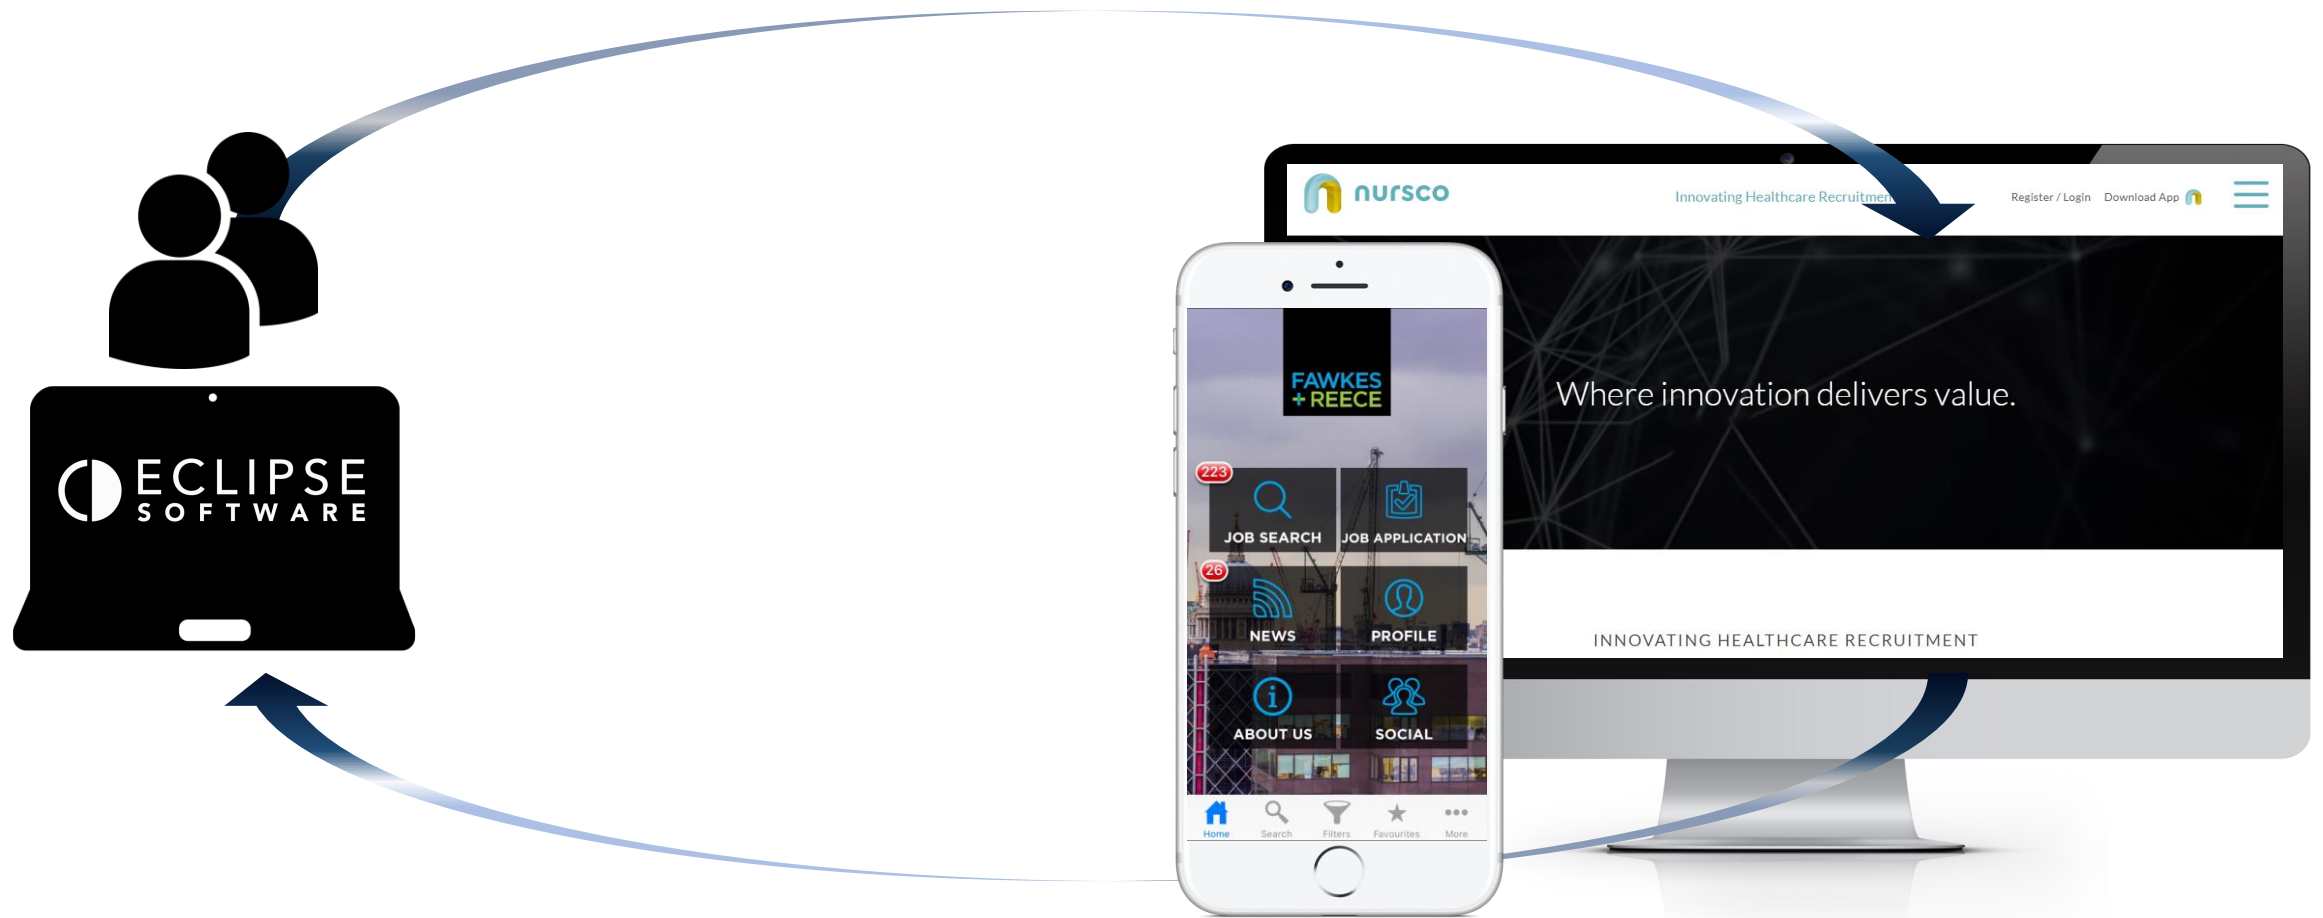 nursco
Innovating Healthcare Recruitmen
Register / Login
Download App
Where innovation delivers value.
INNOVATING HEALTHCARE RECRUITMENT
ECLIPSE
SOFTWARE
FAWKES
+ REECE
223
JOB SEARCH
JOB APPLICATION
26
NEWS
PROFILE
ABOUT US
SOCIAL
Home
Search
Filters
Favourites
More